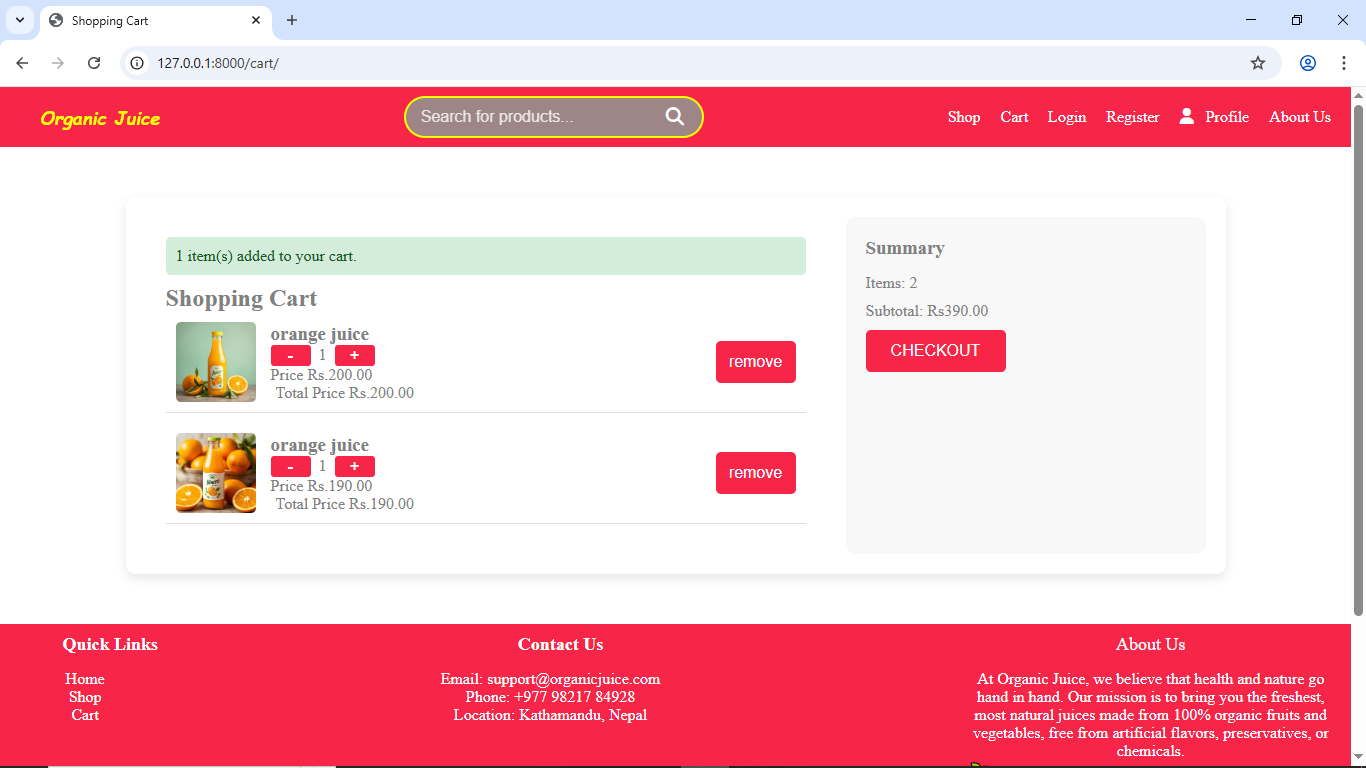 Shopping Cart
127.0.0.1:8000/cart/
Organic Juice
Search for products...
Shop Cart Login Register Profile About Us
1 item(s) added to your cart.
Shopping Cart
orange juice
- 1 +
Price Rs.200.00
Total Price Rs.200.00
remove
orange juice
- 1 +
Price Rs.190.00
Total Price Rs.190.00
remove
Summary
Items: 2
Subtotal: Rs390.00
CHECKOUT
Quick Links
Home
Shop
Cart
Contact Us
Email: support@organicjuice.com
Phone: +977 98217 84928
Location: Kathamandu, Nepal
About Us
At Organic Juice, we believe that health and nature go
hand in hand. Our mission is to bring you the freshest,
most natural juices made from 100% organic fruits and
vegetables, free from artificial flavors, preservatives, or
chemicals.